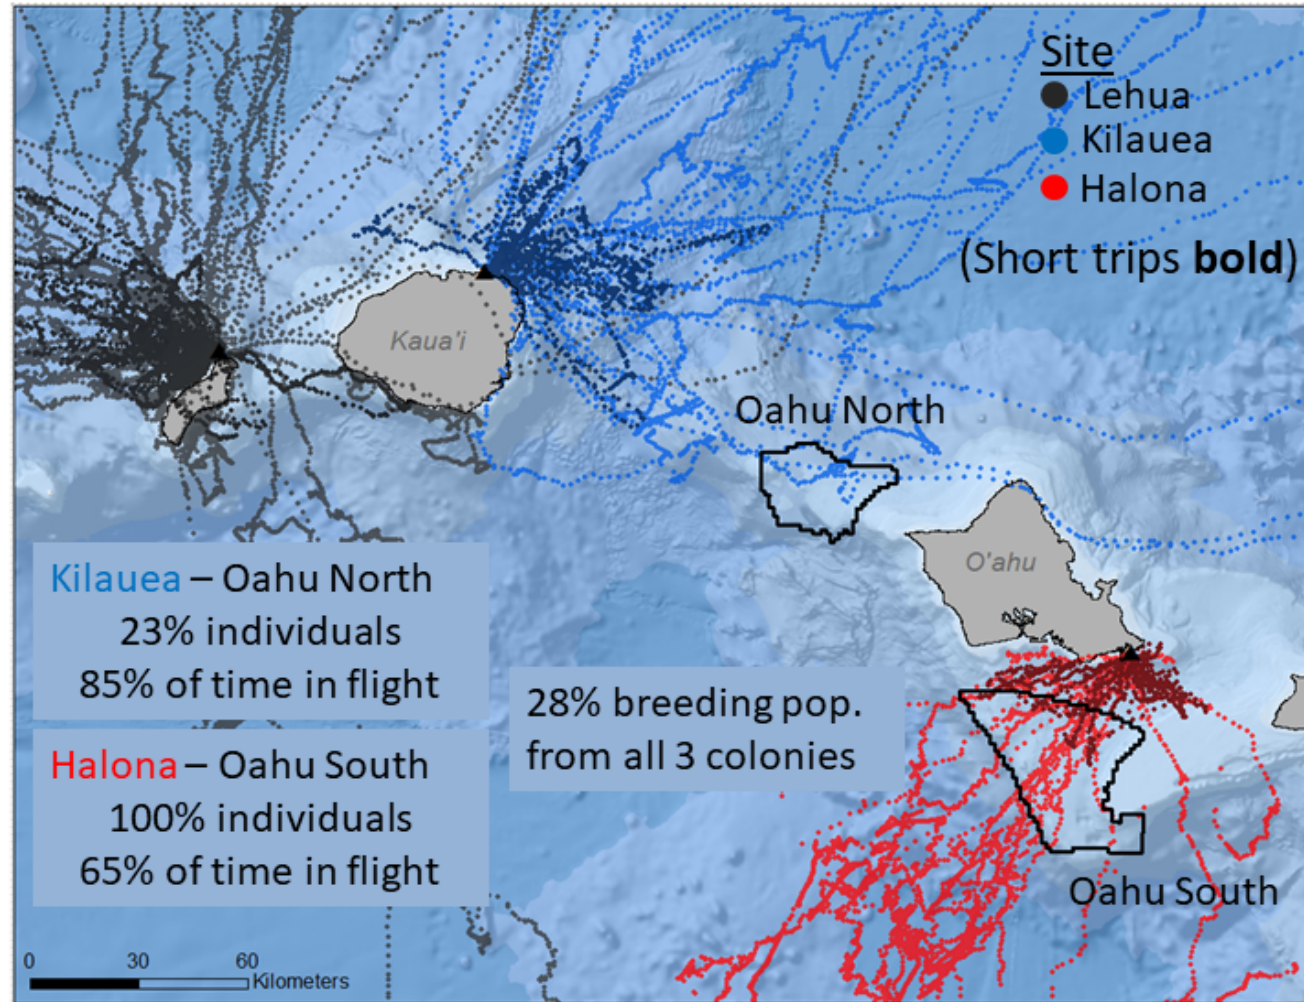 Site
Lehua
Kilauea
Halona
(Short trips bold)
Kaua'i
Oahu North
O'ahu
Kilauea – Oahu North
23% individuals
85% of time in flight
28% breeding pop.
from all 3 colonies
Halona – Oahu South
100% individuals
65% of time in flight
Oahu South
0 30 60
Kilometers